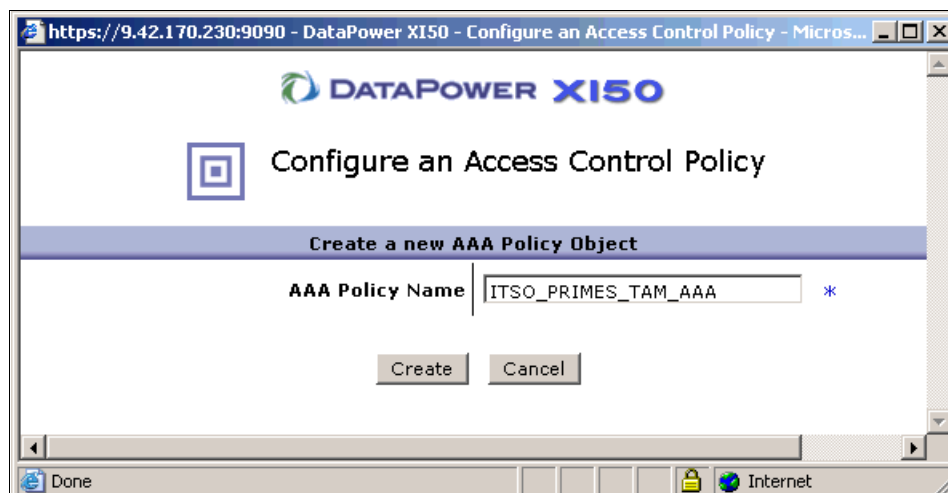 https://9.42.170.230:9090 - DataPower XI50 - Configure an Access Control Policy - Micros...
DATAPOWER XI50
Configure an Access Control Policy
Create a new AAA Policy Object
AAA Policy Name ITSO_PRIMES_TAM_AAA *
Create Cancel
Done Internet